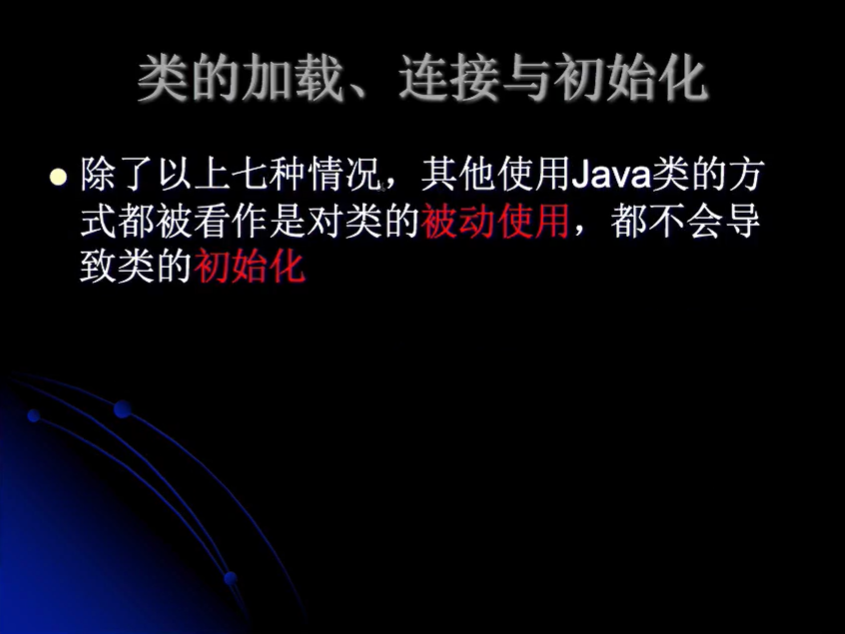 类的加载、连接与初始化
除了以上七种情况，其他使用Java类的方
式都被看作是对类的被动使用，都不会导
致类的初始化